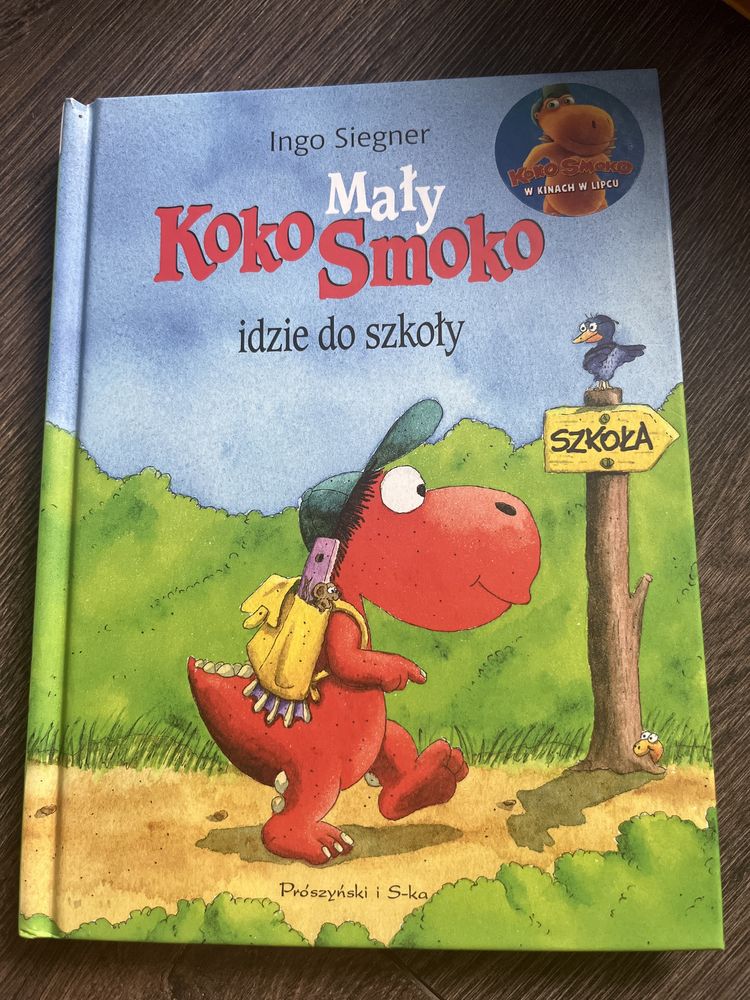 Ingo Siegner
Mały
Koko Smoko
idzie do szkoły
KOKO SMOKO
W KINACH W LIPCU
SZKOŁA
Prószyński i S-ka